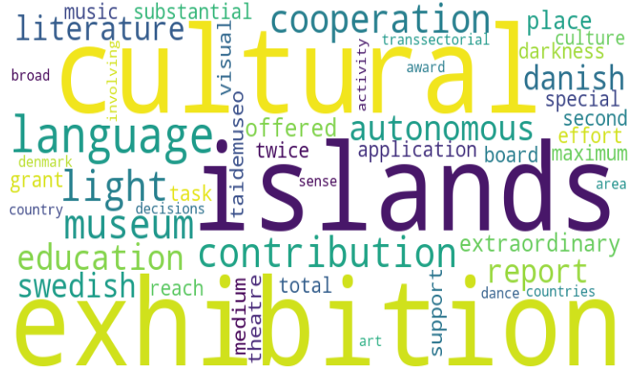 music substantial
literature
cooperation
place
culture
transsectorial
darkness
broad
involving
cultural
visual
activity
award
danish
special
second
language
offered
autonomous
effort
taidemuseo
twice
application
board
maximum
denmark
grant
light
task
sense
islands
area
country
decisions
museum
education
contribution
extraordinary
report
swedish
reach
medium
theatre
total
support
dance
countries
exhibition
art